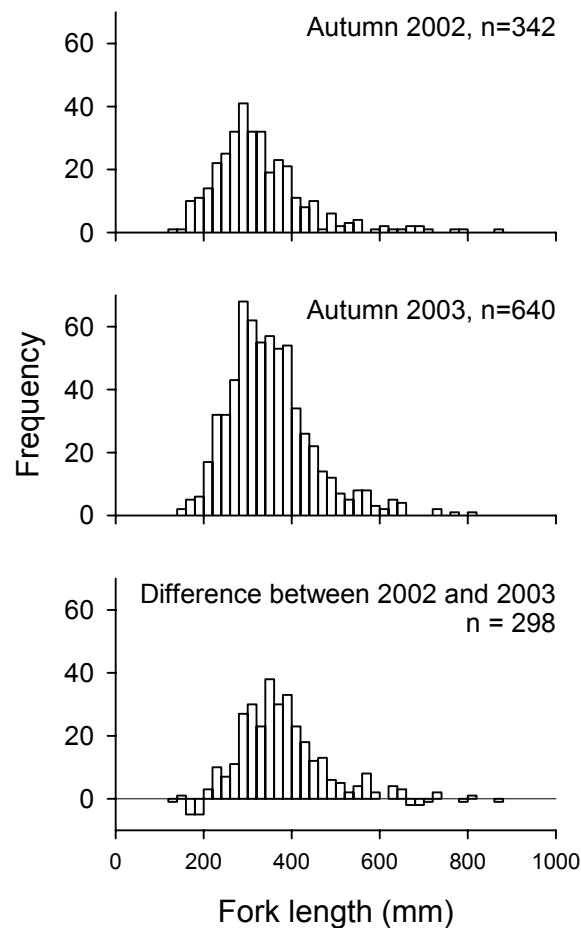 Autumn 2002, n=342
60
40
20
0
Autumn 2003, n=640
60
40
20
0
Frequency
Difference between 2002 and 2003
n = 298
60
40
20
0
0 200 400 600 800 1000
Fork length (mm)